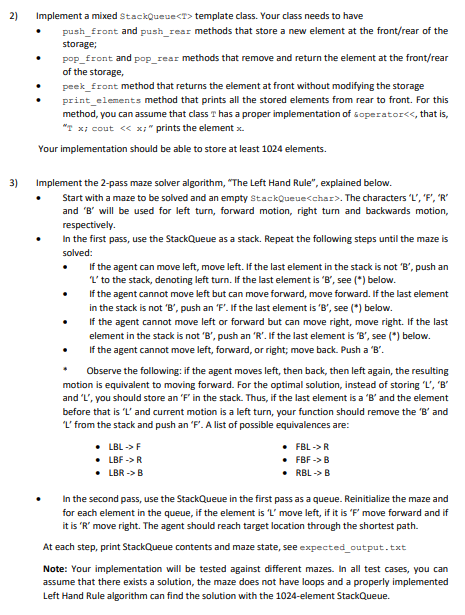 2) Implement a mixed StackQueue<T> template class. Your class needs to have
• push_front and push_rear methods that store a new element at the front/rear of the
storage;
• pop_front and pop_rear methods that remove and return the element at the front/rear
of the storage,
• peek_front method that returns the element at front without modifying the storage
• print_elements method that prints all the stored elements from rear to front. For this
method, you can assume that class T has a proper implementation of &operator<<, that is,
"T x; cout << x;" prints the element x.
Your implementation should be able to store at least 1024 elements.
3) Implement the 2-pass maze solver algorithm, "The Left Hand Rule", explained below.
• Start with a maze to be solved and an empty StackQueue<char>. The characters 'L', 'F', 'R'
and 'B' will be used for left turn, forward motion, right turn and backwards motion,
respectively.
• In the first pass, use the StackQueue as a stack. Repeat the following steps until the maze is
solved:
• If the agent can move left, move left. If the last element in the stack is not 'B', push an
'L' to the stack, denoting left turn. If the last element is 'B', see (*) below.
• If the agent cannot move left but can move forward, move forward. If the last element
in the stack is not 'B', push an 'F'. If the last element is 'B', see (*) below.
• If the agent cannot move left or forward but can move right, move right. If the last
element in the stack is not 'B', push an 'R'. If the last element is 'B', see (*) below.
• If the agent cannot move left, forward, or right; move back. Push a 'B'.
* Observe the following: if the agent moves left, then back, then left again, the resulting
motion is equivalent to moving forward. For the optimal solution, instead of storing 'L', 'B'
and 'L', you should store an 'F' in the stack. Thus, if the last element is a 'B' and the element
before that is 'L' and current motion is a left turn, your function should remove the 'B' and
'L' from the stack and push an 'F'. A list of possible equivalences are:
• LBL -> F
• LBF -> R
• LBR -> B
• FBL -> R
• FBF -> B
• RBL -> B
• In the second pass, use the StackQueue in the first pass as a queue. Reinitialize the maze and
for each element in the queue, if the element is 'L' move left, if it is 'F' move forward and if
it is 'R' move right. The agent should reach target location through the shortest path.
At each step, print StackQueue contents and maze state, see expected_output.txt
Note: Your implementation will be tested against different mazes. In all test cases, you can
assume that there exists a solution, the maze does not have loops and a properly implemented
Left Hand Rule algorithm can find the solution with the 1024-element StackQueue.